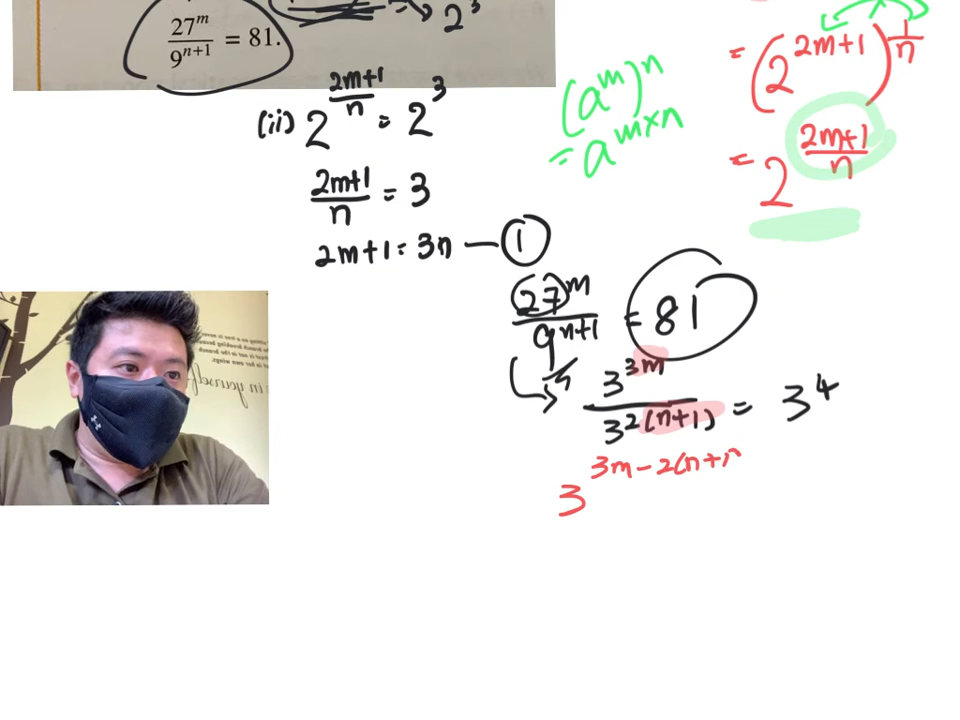 27^m / 9^{n+1} = 81.
2^3
(ii) 2^{(2m+1)/n} = 2^3
(2m+1)/n = 3
2m+1 = 3n — ①
(a^m)^n
= a^{m×n}
= (2^{2m+1})^{1/n}
= 2^{(2m+1)/n}
(27)^m / 9^{n+1} = 81
3^{3m} / 3^{2(n+1)} = 3^4
3^{3m-2(n+1)}
in yourself